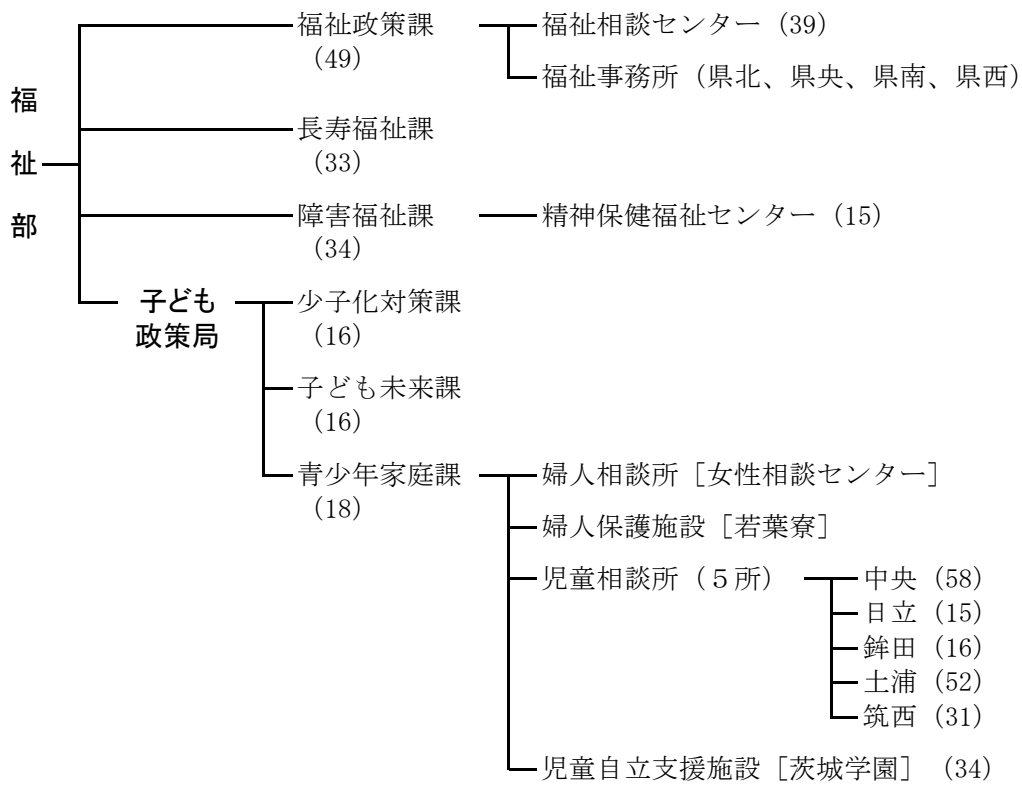 福祉部
福祉政策課
（49）
福祉相談センター（39）
福祉事務所（県北、県央、県南、県西）
長寿福祉課
（33）
障害福祉課
（34）
精神保健福祉センター（15）
子ども
政策局
少子化対策課
（16）
子ども未来課
（16）
青少年家庭課
（18）
婦人相談所［女性相談センター］
婦人保護施設［若葉寮］
児童相談所（５所）
中央（58）
日立（15）
鉾田（16）
土浦（52）
筑西（31）
児童自立支援施設［茨城学園］（34）